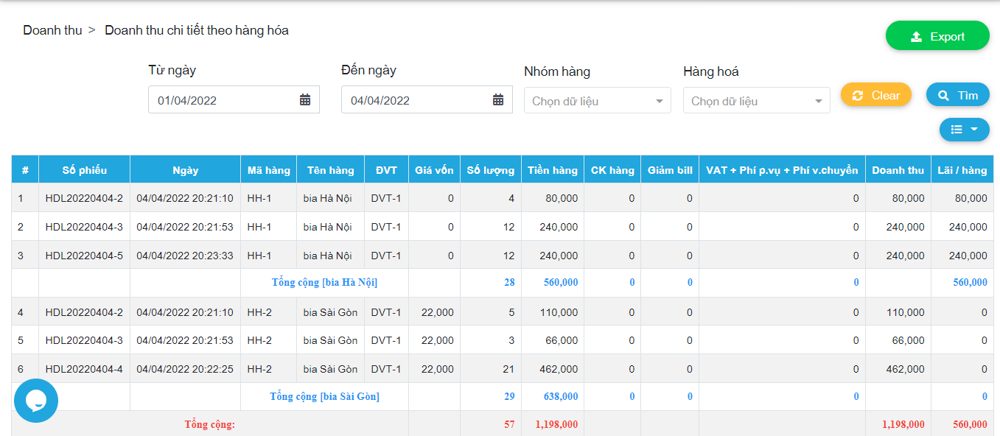 Doanh thu > Doanh thu chi tiết theo hàng hóa
Export
Từ ngày Đến ngày Nhóm hàng Hàng hoá
01/04/2022 04/04/2022 Chọn dữ liệu Chọn dữ liệu Clear Tìm
# Số phiếu Ngày Mã hàng Tên hàng ĐVT Giá vốn Số lượng Tiền hàng CK hàng Giảm bill VAT + Phí p.vụ + Phí v.chuyển Doanh thu Lãi / hàng
1 HDL20220404-2 04/04/2022 20:21:10 HH-1 bia Hà Nội DVT-1 0 4 80,000 0 0 0 80,000 80,000
2 HDL20220404-3 04/04/2022 20:21:53 HH-1 bia Hà Nội DVT-1 0 12 240,000 0 0 0 240,000 240,000
3 HDL20220404-5 04/04/2022 20:23:33 HH-1 bia Hà Nội DVT-1 0 12 240,000 0 0 0 240,000 240,000
Tổng cộng [bia Hà Nội] 28 560,000 0 0 0 560,000
4 HDL20220404-2 04/04/2022 20:21:10 HH-2 bia Sài Gòn DVT-1 22,000 5 110,000 0 0 0 110,000 0
5 HDL20220404-3 04/04/2022 20:21:53 HH-2 bia Sài Gòn DVT-1 22,000 3 66,000 0 0 0 66,000 0
6 HDL20220404-4 04/04/2022 20:22:25 HH-2 bia Sài Gòn DVT-1 22,000 21 462,000 0 0 0 462,000 0
Tổng cộng [bia Sài Gòn] 29 638,000 0 0 0 0
Tổng cộng: 57 1,198,000 1,198,000 560,000